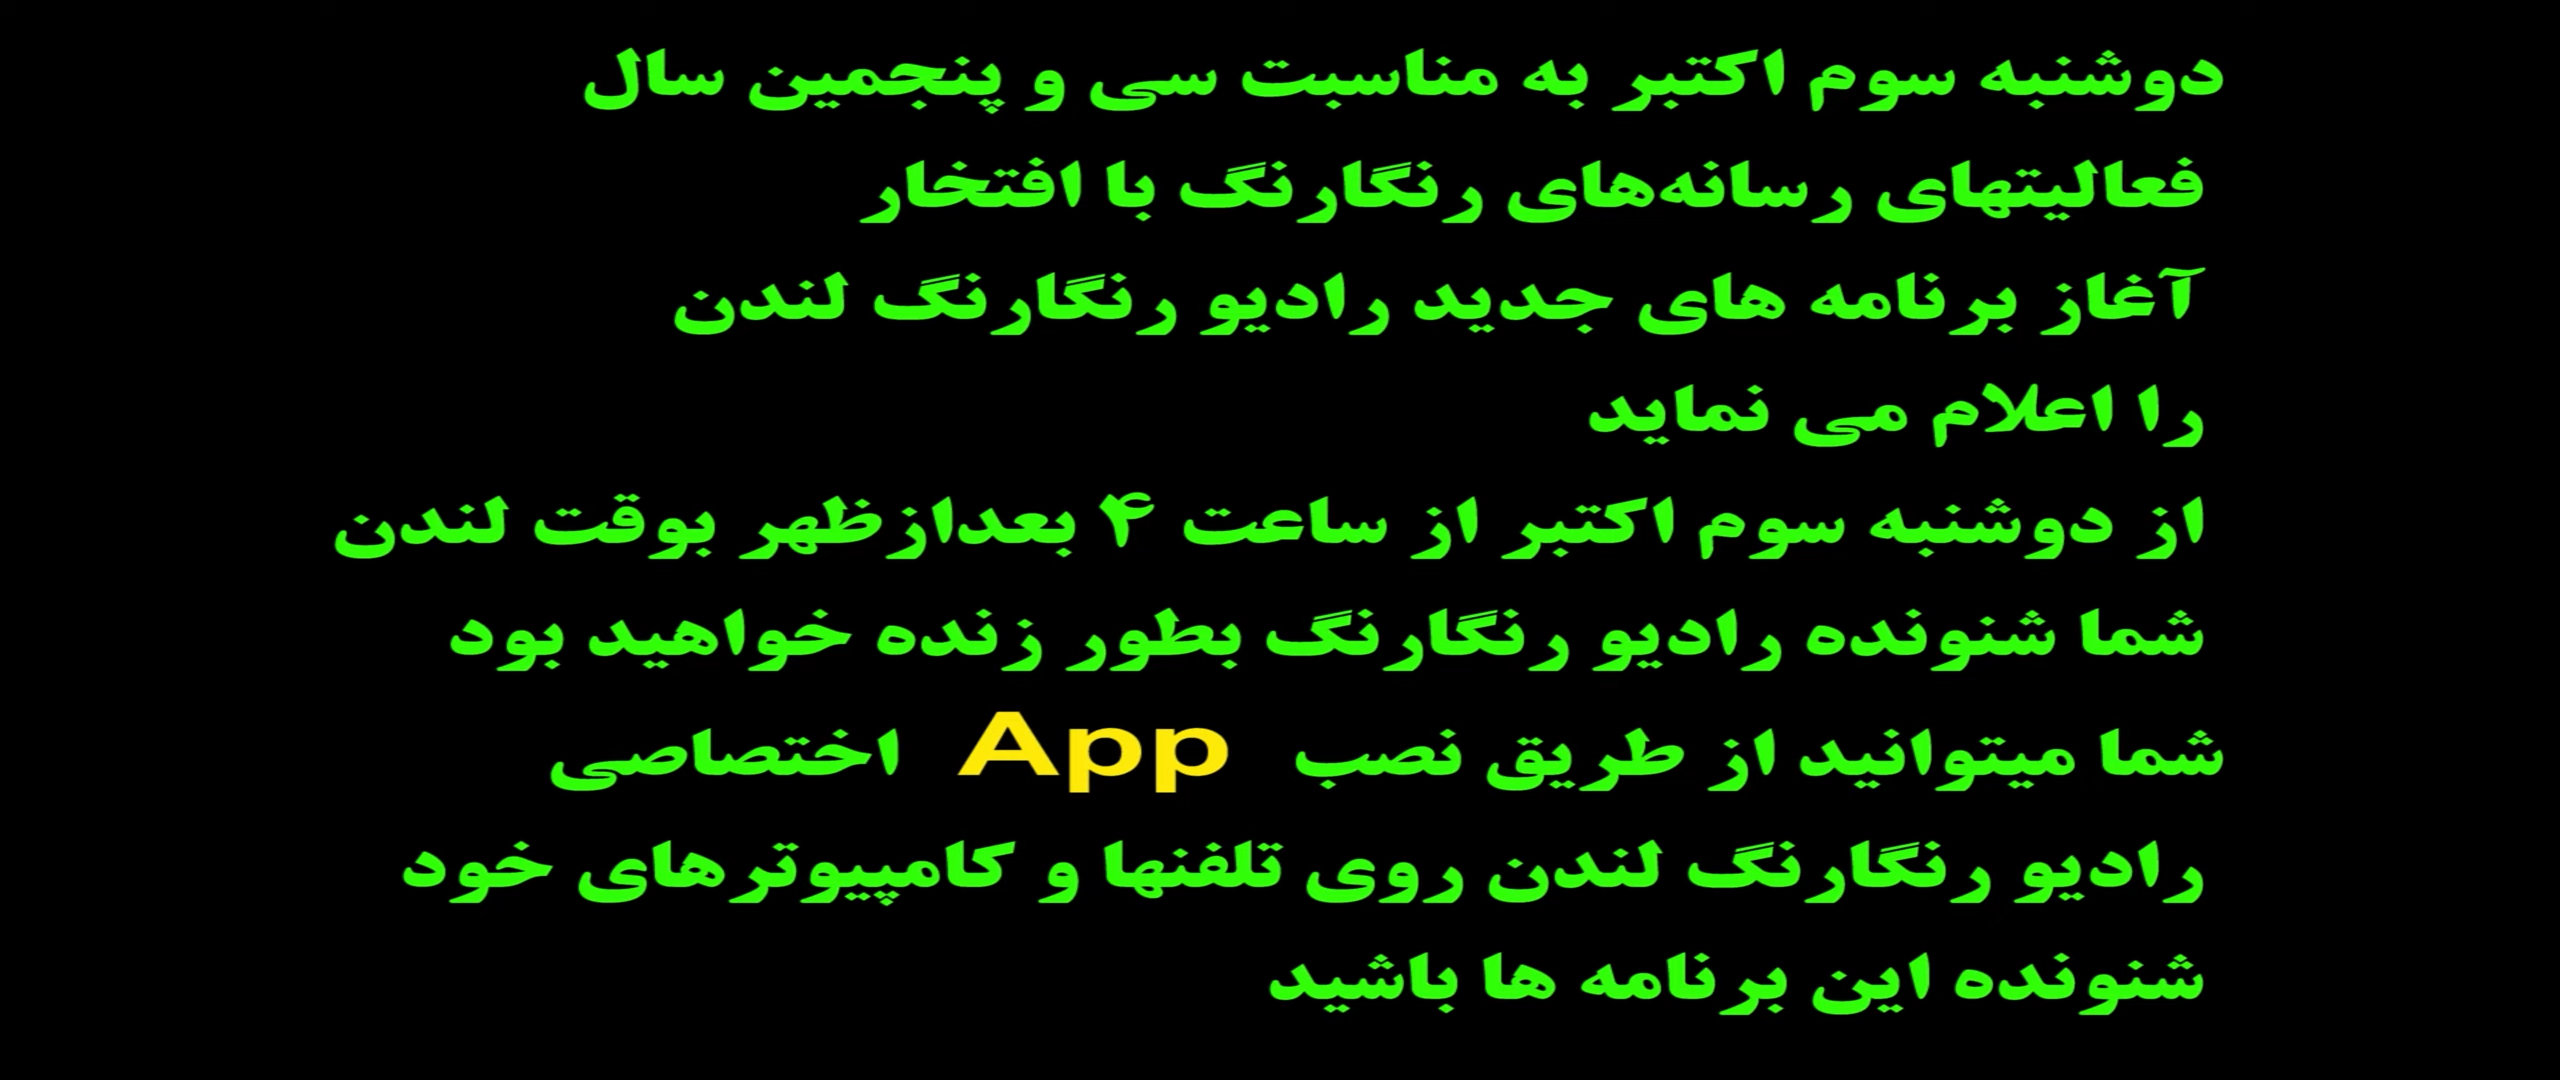 دوشنبه سوم اکتبر به مناسبت سی و پنجمین سال
فعالیتهای رسانه‌های رنگارنگ با افتخار
آغاز برنامه های جدید رادیو رنگارنگ لندن
را اعلام می نماید
از دوشنبه سوم اکتبر از ساعت ۴ بعدازظهر بوقت لندن
شما شنونده رادیو رنگارنگ بطور زنده خواهید بود
شما میتوانید از طریق نصب App اختصاصی
رادیو رنگارنگ لندن روی تلفنها و کامپیوترهای خود
شنونده این برنامه ها باشید